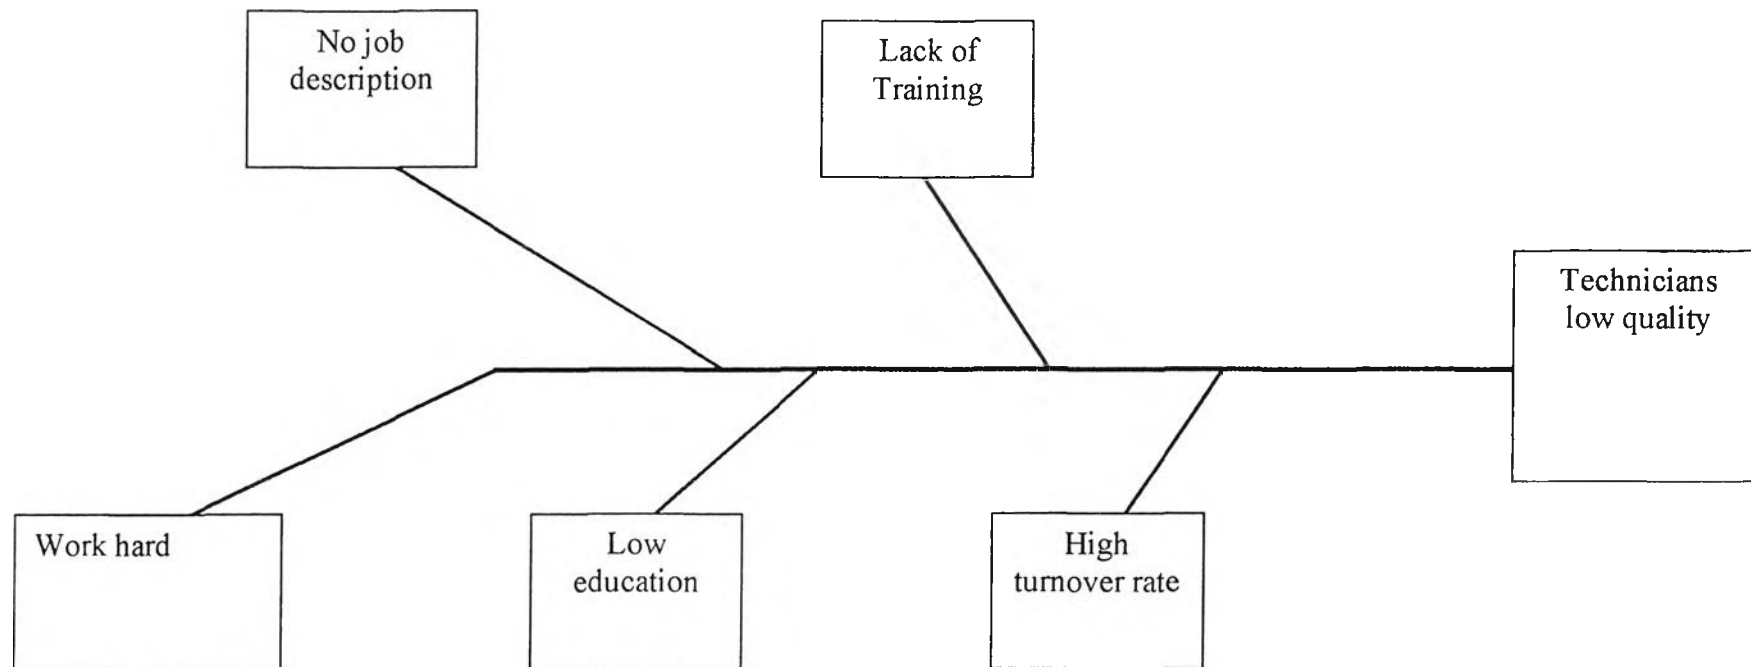 No job
description
Lack of
Training
Technicians
low quality
Work hard
Low
education
High
turnover rate